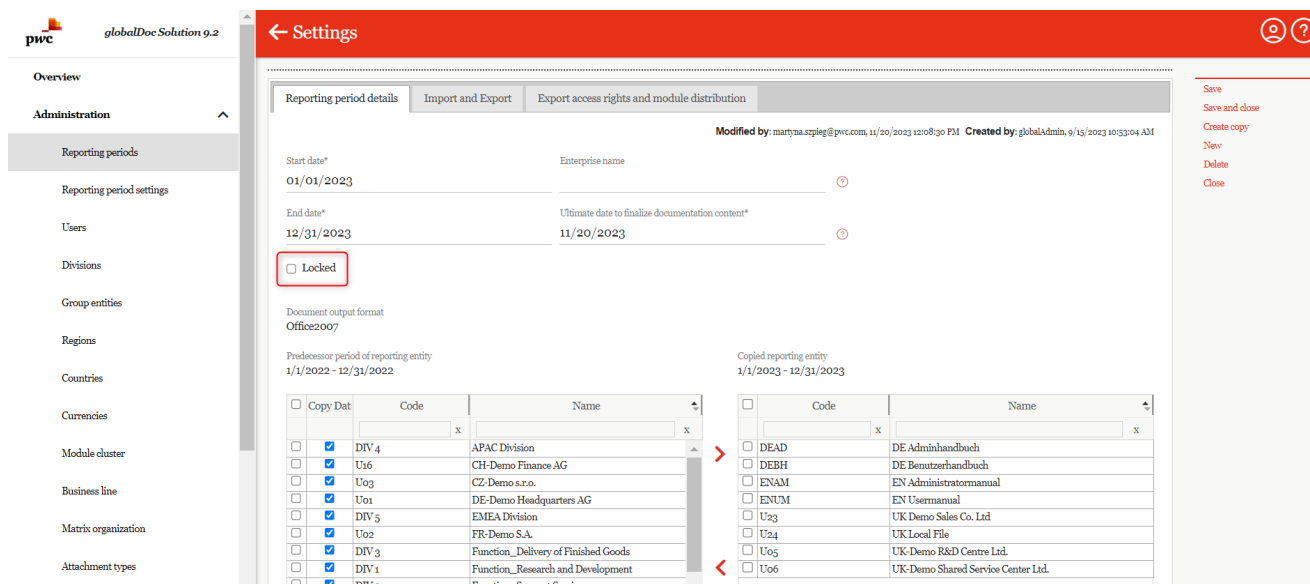 pwc globalDoc Solution 9.2
Settings
Overview
Administration
Reporting periods
Reporting period settings
Users
Divisions
Group entities
Regions
Countries
Currencies
Module cluster
Business line
Matrix organization
Attachment types
Reporting period details Import and Export Export access rights and module distribution
Modified by: martyna.szpieg@pwc.com, 11/20/2023 12:08:30 PM Created by: globalAdmin, 9/15/2023 10:53:04 AM
Start date* Enterprise name
01/01/2023
End date* Ultimate date to finalize documentation content*
12/31/2023 11/20/2023
Locked
Document output format
Office2007
Predecessor period of reporting entity Copied reporting entity
1/1/2022 - 12/31/2022 1/1/2023 - 12/31/2023
Copy Dat Code Name Code Name
x x x x
DIV 4 APAC Division DEAD DE Adminhandbuch
U16 CH-Demo Finance AG DEBH DE Benutzerhandbuch
U03 CZ-Demo s.r.o. ENAM EN Administratormanual
U01 DE-Demo Headquarters AG ENUM EN Usermanual
DIV 5 EMEA Division U23 UK Demo Sales Co. Ltd
U02 FR-Demo S.A. U24 UK Local File
DIV 3 Function_Delivery of Finished Goods U05 UK-Demo R&D Centre Ltd.
DIV 1 Function_Research and Development U06 UK-Demo Shared Service Center Ltd.
Save
Save and close
Create copy
New
Delete
Close